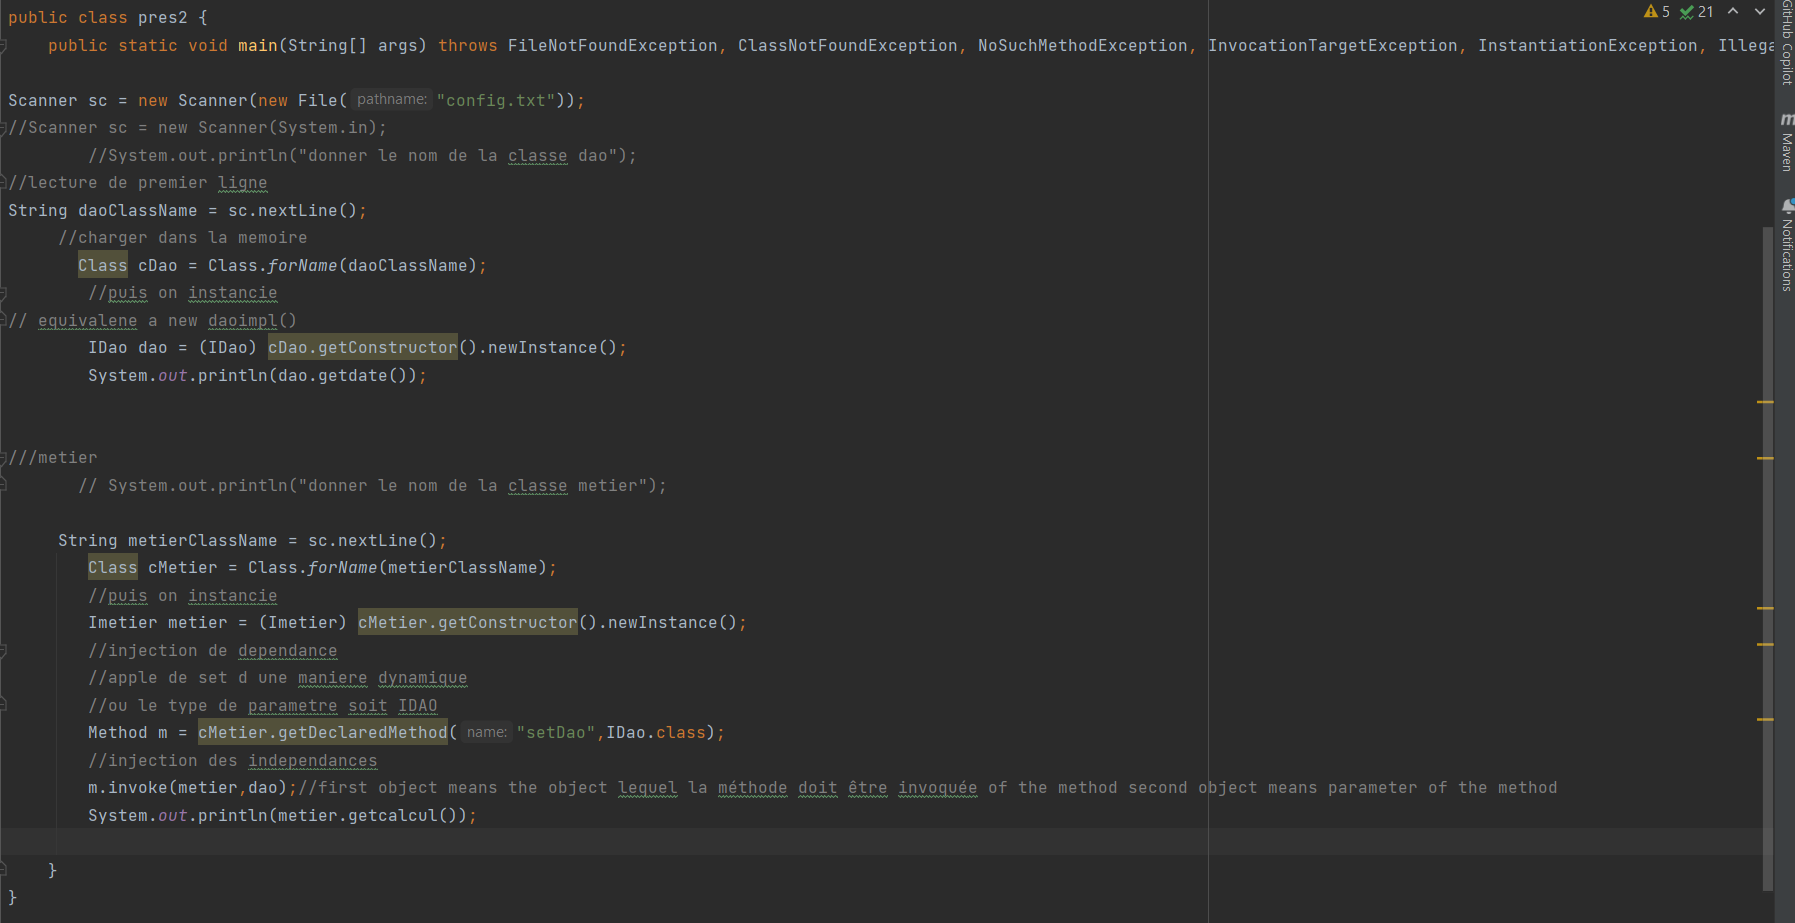 public class pres2 {
public static void main(String[] args) throws FileNotFoundException, ClassNotFoundException, NoSuchMethodException, InvocationTargetException, InstantiationException, Illega
Scanner sc = new Scanner(new File( pathname: "config.txt"));
//Scanner sc = new Scanner(System.in);
//System.out.println("donner le nom de la classe dao");
//lecture de premier ligne
String daoClassName = sc.nextLine();
//charger dans la memoire
Class cDao = Class.forName(daoClassName);
//puis on instancie
// equivalene a new daoimpl()
IDao dao = (IDao) cDao.getConstructor().newInstance();
System.out.println(dao.getdate());
///metier
// System.out.println("donner le nom de la classe metier");
String metierClassName = sc.nextLine();
Class cMetier = Class.forName(metierClassName);
//puis on instancie
Imetier metier = (Imetier) cMetier.getConstructor().newInstance();
//injection de dependance
//apple de set d une maniere dynamique
//ou le type de parametre soit IDAO
Method m = cMetier.getDeclaredMethod( name: "setDao",IDao.class);
//injection des independances
m.invoke(metier,dao);//first object means the object lequel la méthode doit être invoquée of the method second object means parameter of the method
System.out.println(metier.getcalcul());
}
}
5 21
GitHub Copilot
m Maven
Notifications